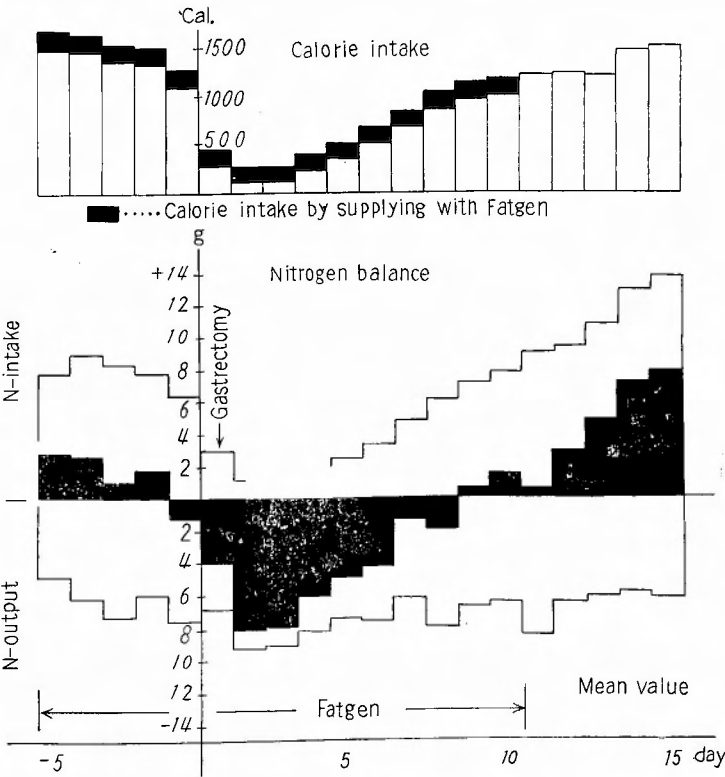 Cal.
1500
Calorie intake
1000
500
.....Calorie intake by supplying with Fatgen
g
+14
Nitrogen balance
12
10
8
6
4
2
N-intake
Gastrectomy
2
4
6
8
10
12
-14
N-output
Mean value
Fatgen
-5
5
10
15 day